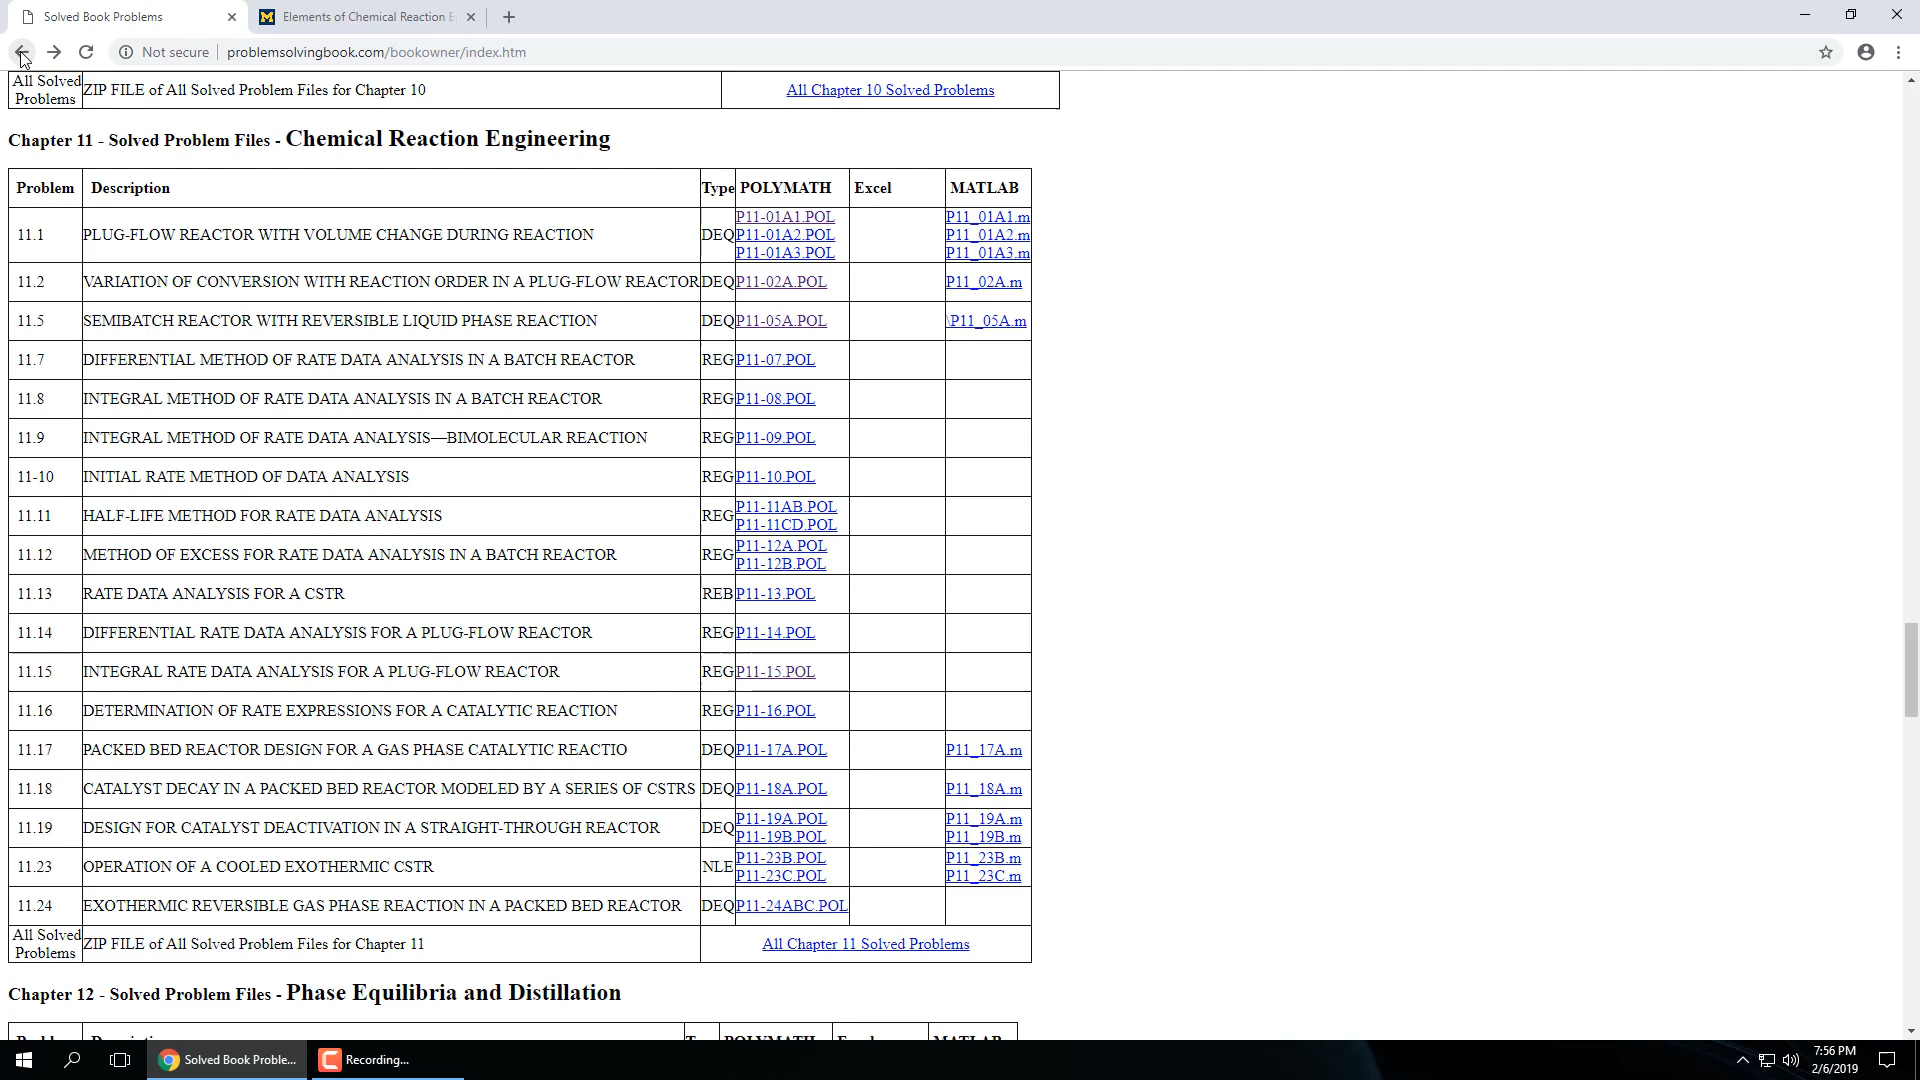 Solved Book Problems
Elements of Chemical Reaction E
Not secure problemsolvingbook.com/bookowner/index.htm
All Solved Problems ZIP FILE of All Solved Problem Files for Chapter 10 All Chapter 10 Solved Problems
Chapter 11 - Solved Problem Files - Chemical Reaction Engineering
Problem Description Type POLYMATH Excel MATLAB
P11-01A1.POL P11_01A1.m
11.1 PLUG-FLOW REACTOR WITH VOLUME CHANGE DURING REACTION DEQ P11-01A2.POL P11_01A2.m
P11-01A3.POL P11_01A3.m
11.2 VARIATION OF CONVERSION WITH REACTION ORDER IN A PLUG-FLOW REACTOR DEQ P11-02A.POL P11_02A.m
11.5 SEMIBATCH REACTOR WITH REVERSIBLE LIQUID PHASE REACTION DEQ P11-05A.POL \P11_05A.m
11.7 DIFFERENTIAL METHOD OF RATE DATA ANALYSIS IN A BATCH REACTOR REG P11-07.POL
11.8 INTEGRAL METHOD OF RATE DATA ANALYSIS IN A BATCH REACTOR REG P11-08.POL
11.9 INTEGRAL METHOD OF RATE DATA ANALYSIS—BIMOLECULAR REACTION REG P11-09.POL
11-10 INITIAL RATE METHOD OF DATA ANALYSIS REG P11-10.POL
11.11 HALF-LIFE METHOD FOR RATE DATA ANALYSIS REG P11-11AB.POL
P11-11CD.POL
11.12 METHOD OF EXCESS FOR RATE DATA ANALYSIS IN A BATCH REACTOR REG P11-12A.POL
P11-12B.POL
11.13 RATE DATA ANALYSIS FOR A CSTR REB P11-13.POL
11.14 DIFFERENTIAL RATE DATA ANALYSIS FOR A PLUG-FLOW REACTOR REG P11-14.POL
11.15 INTEGRAL RATE DATA ANALYSIS FOR A PLUG-FLOW REACTOR REG P11-15.POL
11.16 DETERMINATION OF RATE EXPRESSIONS FOR A CATALYTIC REACTION REG P11-16.POL
11.17 PACKED BED REACTOR DESIGN FOR A GAS PHASE CATALYTIC REACTIO DEQ P11-17A.POL P11_17A.m
11.18 CATALYST DECAY IN A PACKED BED REACTOR MODELED BY A SERIES OF CSTRS DEQ P11-18A.POL P11_18A.m
11.19 DESIGN FOR CATALYST DEACTIVATION IN A STRAIGHT-THROUGH REACTOR DEQ P11-19A.POL P11_19A.m
P11-19B.POL P11_19B.m
11.23 OPERATION OF A COOLED EXOTHERMIC CSTR NLE P11-23B.POL P11_23B.m
P11-23C.POL P11_23C.m
11.24 EXOTHERMIC REVERSIBLE GAS PHASE REACTION IN A PACKED BED REACTOR DEQ P11-24ABC.POL
All Solved Problems ZIP FILE of All Solved Problem Files for Chapter 11 All Chapter 11 Solved Problems
Chapter 12 - Solved Problem Files - Phase Equilibria and Distillation
Solved Book Proble...
Recording...
7:56 PM
2/6/2019